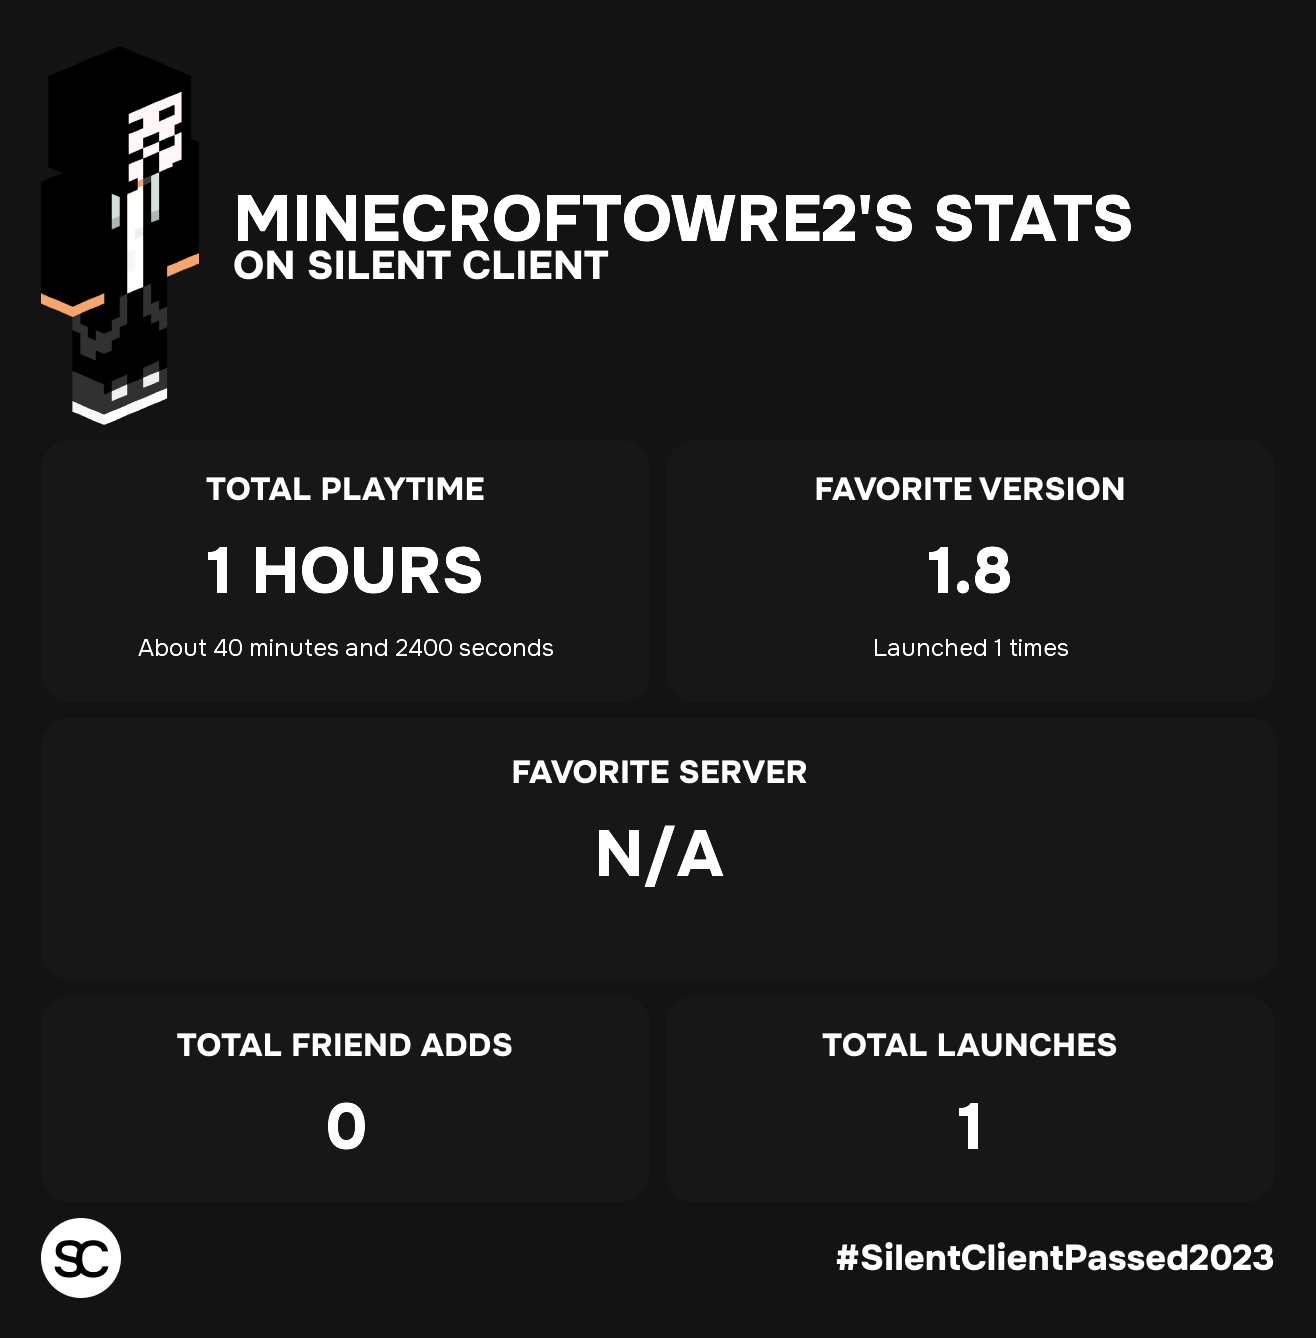 MINECROFTOWRE2'S STATS
ON SILENT CLIENT
TOTAL PLAYTIME
1 HOURS
About 40 minutes and 2400 seconds
FAVORITE VERSION
1.8
Launched 1 times
FAVORITE SERVER
N/A
TOTAL FRIEND ADDS
0
TOTAL LAUNCHES
1
SC
#SilentClientPassed2023